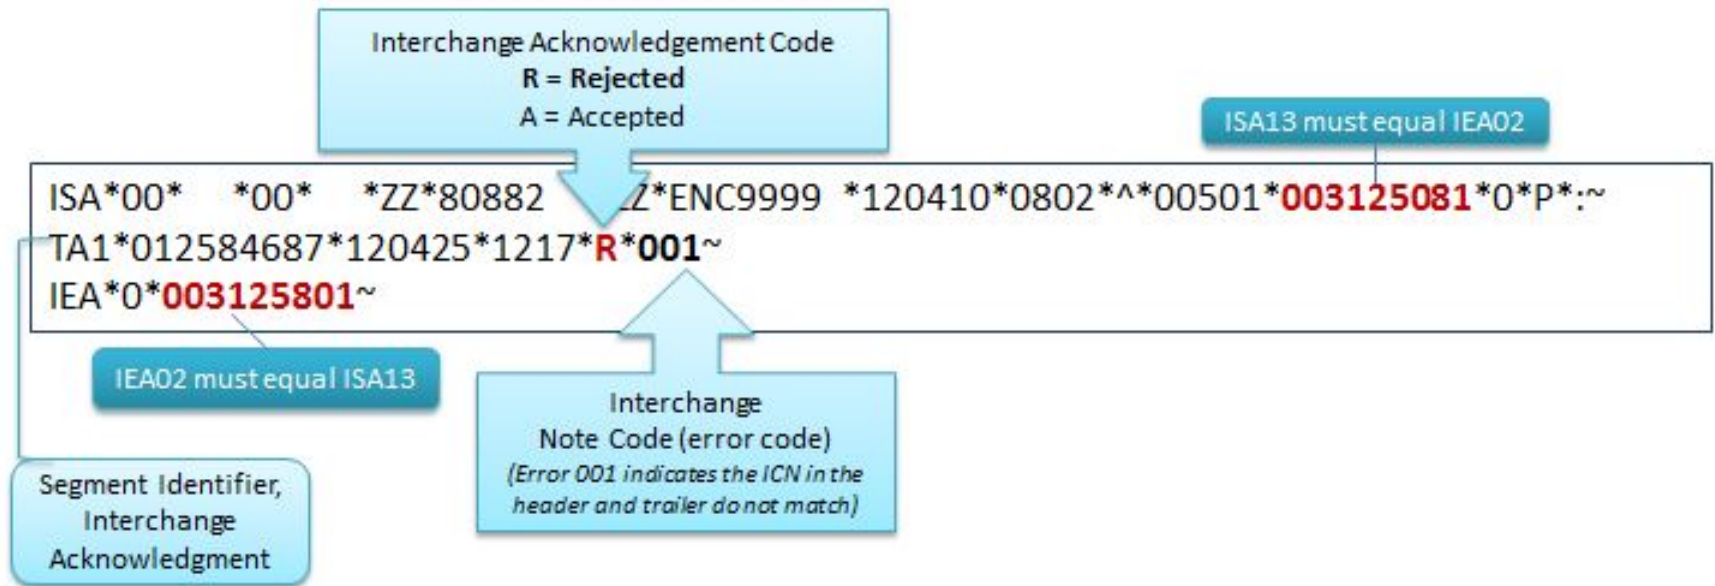 Interchange Acknowledgement Code
R = Rejected
A = Accepted
ISA13 must equal IEA02
ISA*00* *00* *ZZ*80882 Z*ENC9999 *120410*0802*^*00501*003125081*0*P*:~
TA1*012584687*120425*1217*R*001~
IEA*0*003125801~
IEA02 must equal ISA13
Interchange
Note Code (error code)
(Error 001 indicates the ICN in the
header and trailer do not match)
Segment Identifier,
Interchange
Acknowledgment